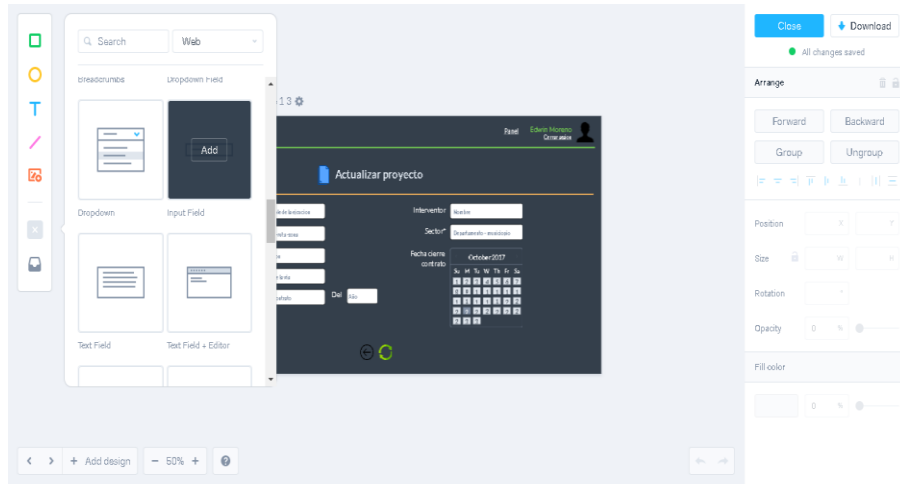 Search
Web
Close
Download
All changes saved
Breadcrumbs
Dropdown Field
Arrange
1 3
Forward
Backward
Panel
Edwin Moreno
Add
Group
Ungroup
Actualizar proyecto
Dropdown
Input Field
Interventor
Nombre
Sector*
Departamento - municipio
Position
X
Y
Fecha cierre
contrato
October 2017
Su M Tu W Th Fr Sa
Size
W
H
Del
Año
Rotation
°
Opacity
0
%
Text Field
Text Field + Editor
Fill color
0
%
Add design
50%
?